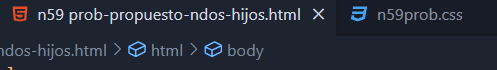 n59 prob-propuesto-ndos-hijos.html × n59prob.css
ndos-hijos.html > html > body